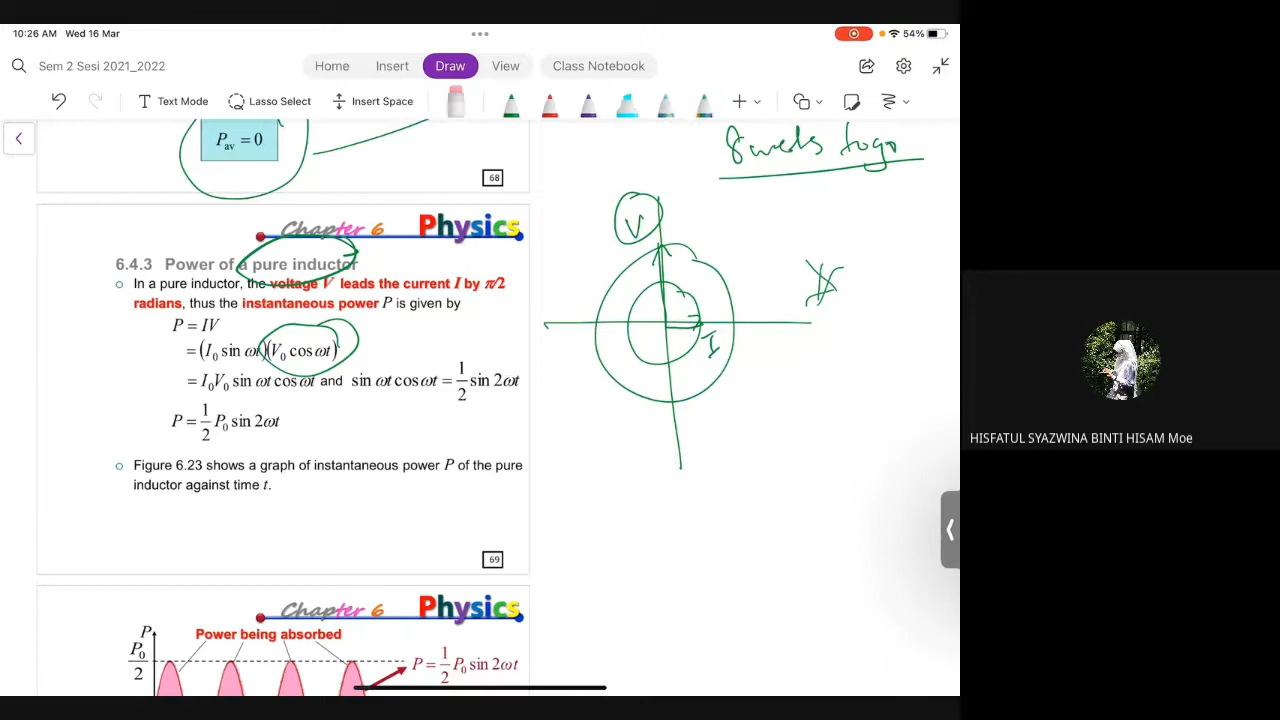 10:26 AM Wed 16 Mar
54%
Sem 2 Sesi 2021_2022
Home Insert Draw View Class Notebook
Text Mode Lasso Select Insert Space
P_av = 0
8 weeks to go
68
Chapter 6 Physics
6.4.3 Power of a pure inductor
In a pure inductor, the voltage V leads the current I by π/2
radians, thus the instantaneous power P is given by
P = IV
= (I₀ sin ωt)(V₀ cos ωt)
= I₀V₀ sin ωt cos ωt and sin ωt cos ωt = 1/2 sin 2ωt
P = 1/2 P₀ sin 2ωt
Figure 6.23 shows a graph of instantaneous power P of the pure
inductor against time t.
69
V
I
HISFATUL SYAZWINA BINTI HISAM Moe
Chapter 6 Physics
P
Power being absorbed
P₀/2
P = 1/2 P₀ sin 2ωt